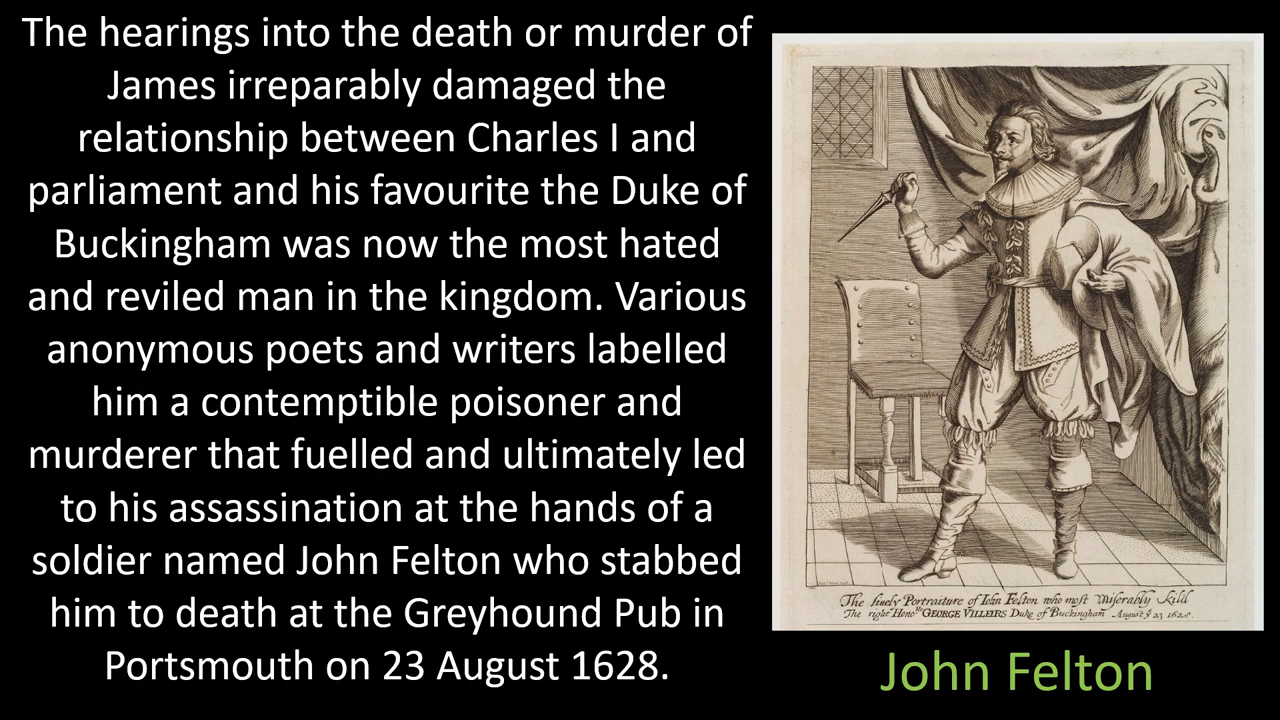 The hearings into the death or murder of
James irreparably damaged the
relationship between Charles I and
parliament and his favourite the Duke of
Buckingham was now the most hated
and reviled man in the kingdom. Various
anonymous poets and writers labelled
him a contemptible poisoner and
murderer that fuelled and ultimately led
to his assassination at the hands of a
soldier named John Felton who stabbed
him to death at the Greyhound Pub in
Portsmouth on 23 August 1628.
The liuely Portraiture of Iohn Felton who most Miserably kild
The right Hono GEORGE VILLEIRS Duke of Buckingham August 23
John Felton